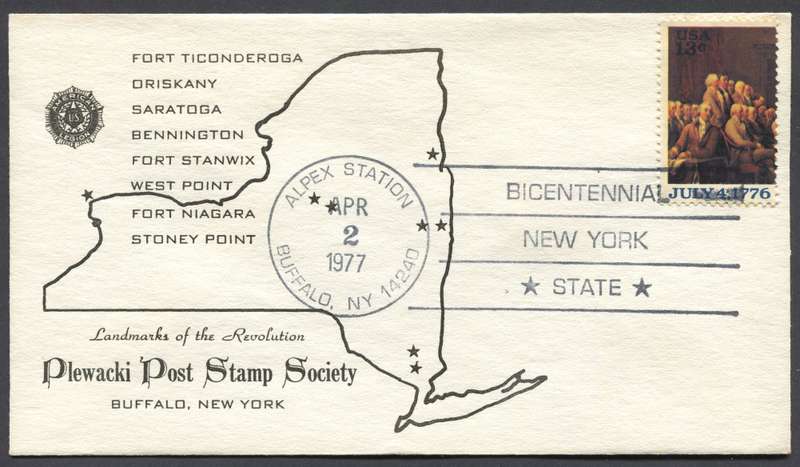 FORT TICONDEROGA
ORISKANY
SARATOGA
BENNINGTON
FORT STANWIX
WEST POINT
FORT NIAGARA
STONEY POINT
AMERICAN
U.S.
LEGION
USA
13c
JULY 4,1776
ALPEX STATION
APR
2
1977
BUFFALO, NY 14240
BICENTENNIAL
NEW YORK
★ STATE ★
Landmarks of the Revolution
Plewacki Post Stamp Society
BUFFALO, NEW YORK